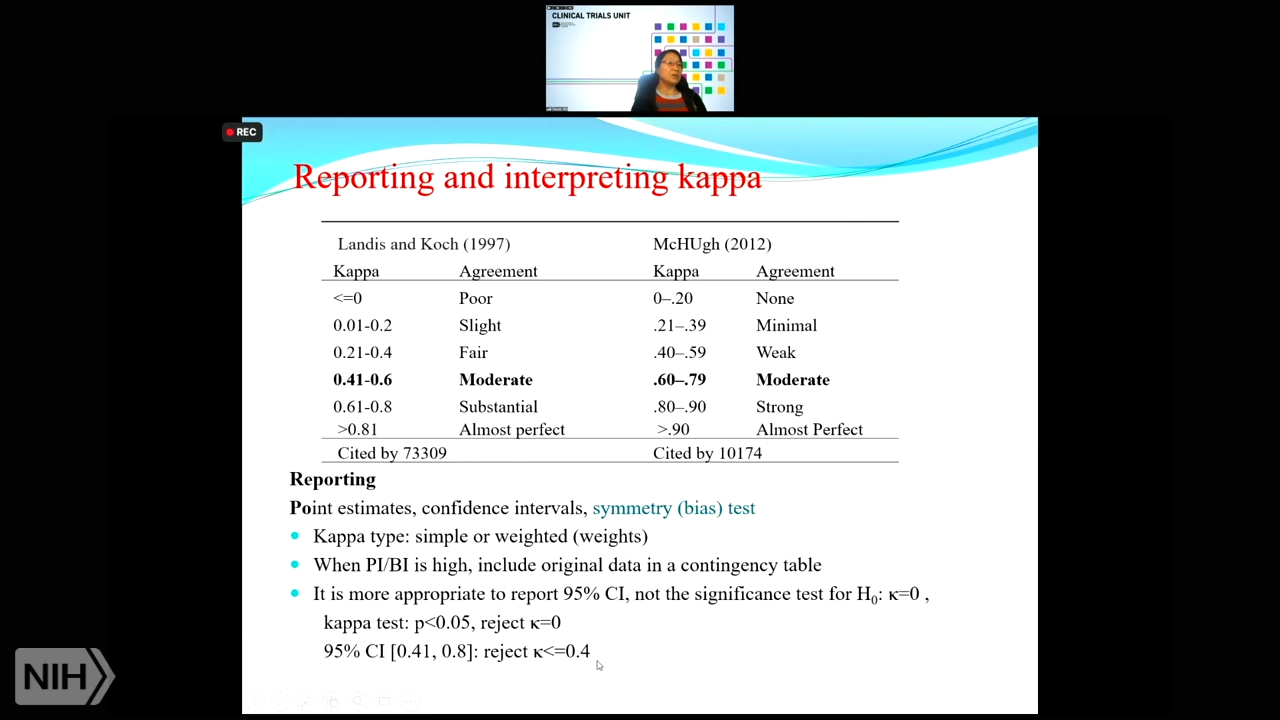 CLINICAL TRIALS UNIT
REC
Reporting and interpreting kappa
Landis and Koch (1997) McHUgh (2012)
Kappa Agreement Kappa Agreement
<=0 Poor 0–.20 None
0.01-0.2 Slight .21–.39 Minimal
0.21-0.4 Fair .40–.59 Weak
0.41-0.6 Moderate .60–.79 Moderate
0.61-0.8 Substantial .80–.90 Strong
>0.81 Almost perfect >.90 Almost Perfect
Cited by 73309 Cited by 10174
Reporting
Point estimates, confidence intervals, symmetry (bias) test
Kappa type: simple or weighted (weights)
When PI/BI is high, include original data in a contingency table
It is more appropriate to report 95% CI, not the significance test for H₀: κ=0 ,
kappa test: p<0.05, reject κ=0
95% CI [0.41, 0.8]: reject κ<=0.4
NIH